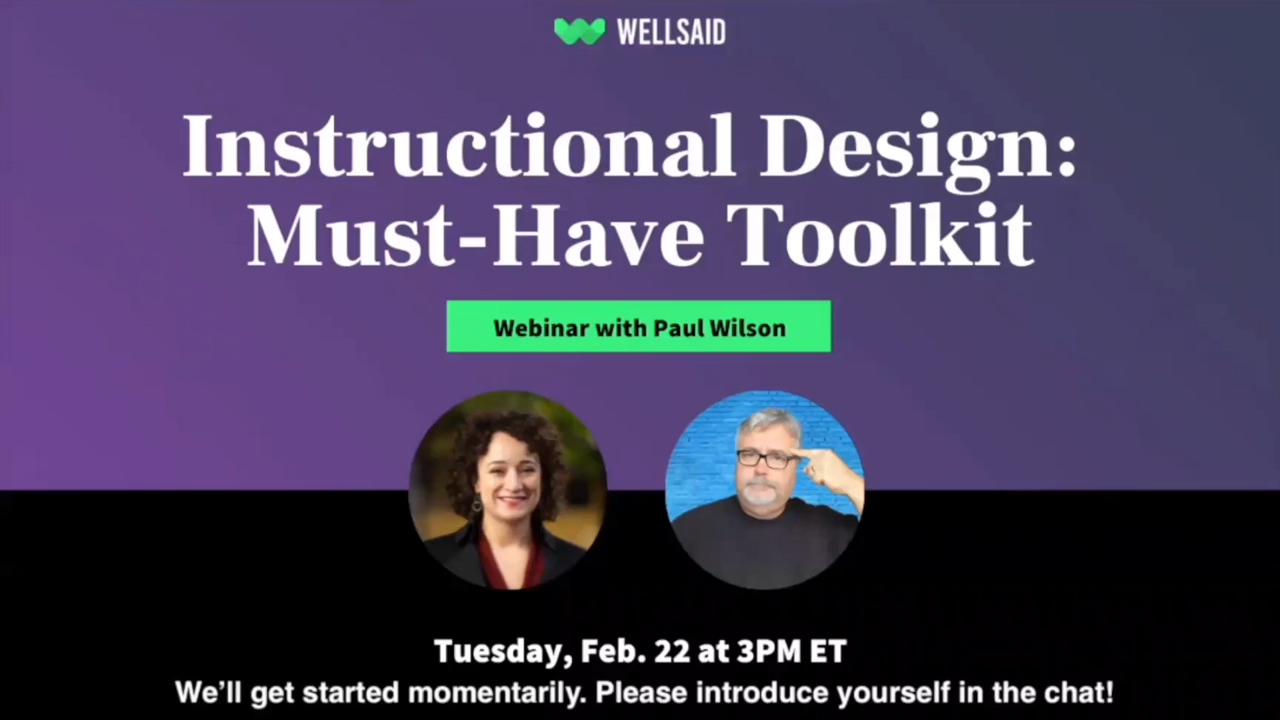 WELLSAID
Instructional Design:
Must-Have Toolkit
Webinar with Paul Wilson
Tuesday, Feb. 22 at 3PM ET
We’ll get started momentarily. Please introduce yourself in the chat!